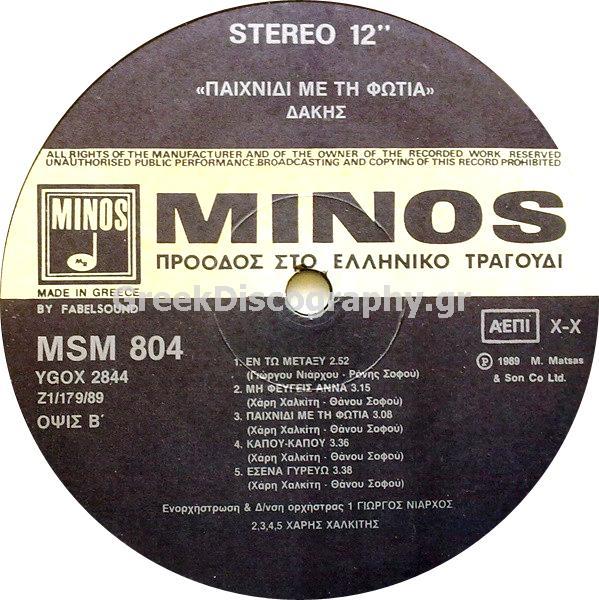 STEREO 12"
«ΠΑΙΧΝΙΔΙ ΜΕ ΤΗ ΦΩΤΙΑ»
ΔΑΚΗΣ
ALL RIGHTS OF THE MANUFACTURER AND OF THE OWNER OF THE RECORDED WORK RESERVED
UNAUTHORISED PUBLIC PERFORMANCE.BROADCASTING AND COPYING OF THIS RECORD PROHIBITED
MINOS
MINOS
ΠΡΟΟΔΟΣ ΣΤΟ ΕΛΛΗΝΙΚΟ ΤΡΑΓΟΥΔΙ
MADE IN GREECE
BY FABELSOUND
GreekDiscography.gr
MSM 804
YGOX 2844
Z1/179/89
ΟΨΙΣ Β΄
ΑΕΠΙ X-X
Ⓟ 1989 M. Matsas
& Son Co Ltd.
1. ΕΝ ΤΩ ΜΕΤΑΞΥ 2.52
(Γιώργου Νιάρχου - Ρόνης Σοφού)
2. ΜΗ ΦΕΥΓΕΙΣ ΑΝΝΑ 3.15
(Χάρη Χαλκίτη - Θάνου Σοφού)
3. ΠΑΙΧΝΙΔΙ ΜΕ ΤΗ ΦΩΤΙΑ 3.08
(Χάρη Χαλκίτη - Θάνου Σοφού)
4. ΚΑΠΟΥ-ΚΑΠΟΥ 3.36
(Χάρη Χαλκίτη - Θάνου Σοφού)
5. ΕΣΕΝΑ ΓΥΡΕΥΩ 3.38
(Χάρη Χαλκίτη - Θάνου Σοφού)
Ενορχήστρωση & Δ/νση ορχήστρας 1 ΓΙΩΡΓΟΣ ΝΙΑΡΧΟΣ
2,3,4,5 ΧΑΡΗΣ ΧΑΛΚΙΤΗΣ